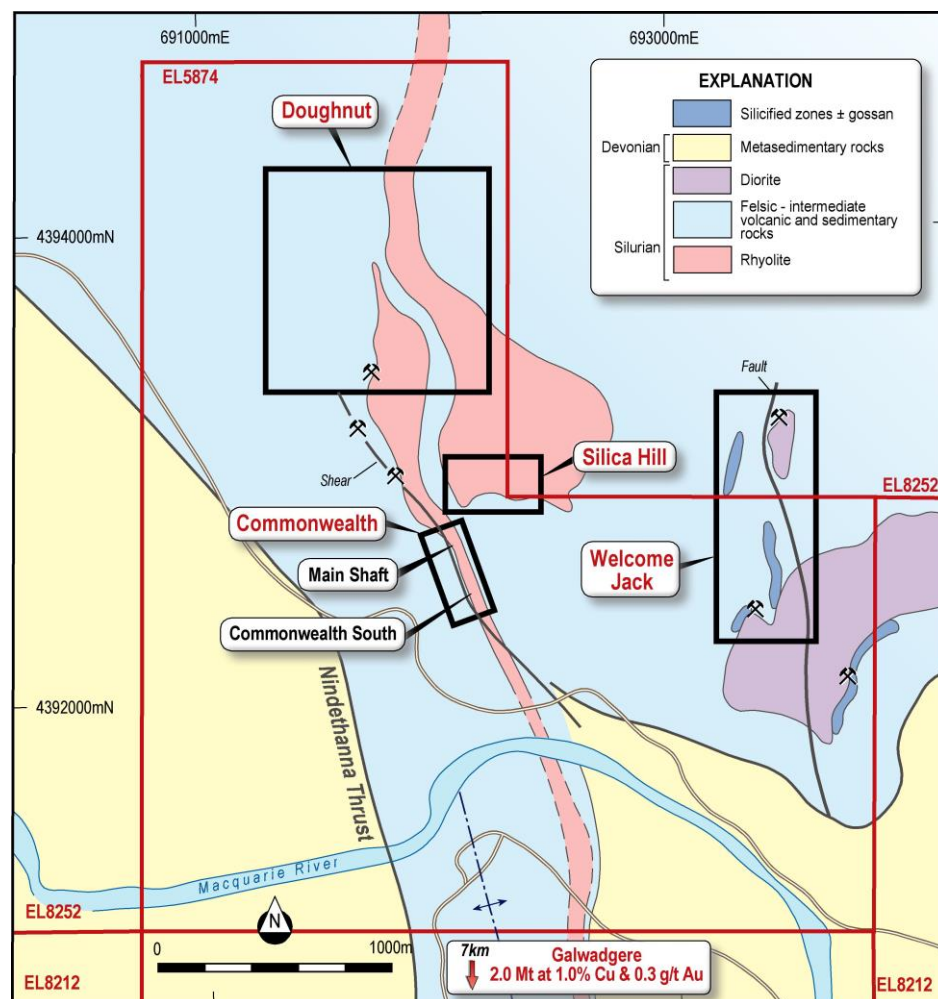 691000mE
693000mE
EL5874
Doughnut
EXPLANATION
Silicified zones ± gossan
Devonian
Metasedimentary rocks
Diorite
Felsic - intermediate
volcanic and sedimentary
rocks
Silurian
Rhyolite
4394000mN
Fault
Shear
Silica Hill
EL8252
Commonwealth
Main Shaft
Welcome
Jack
Commonwealth South
4392000mN
Nindethanna Thrust
Macquarie River
EL8252
N
0
1000m
7km
Galwadgere
2.0 Mt at 1.0% Cu & 0.3 g/t Au
EL8212
EL8212